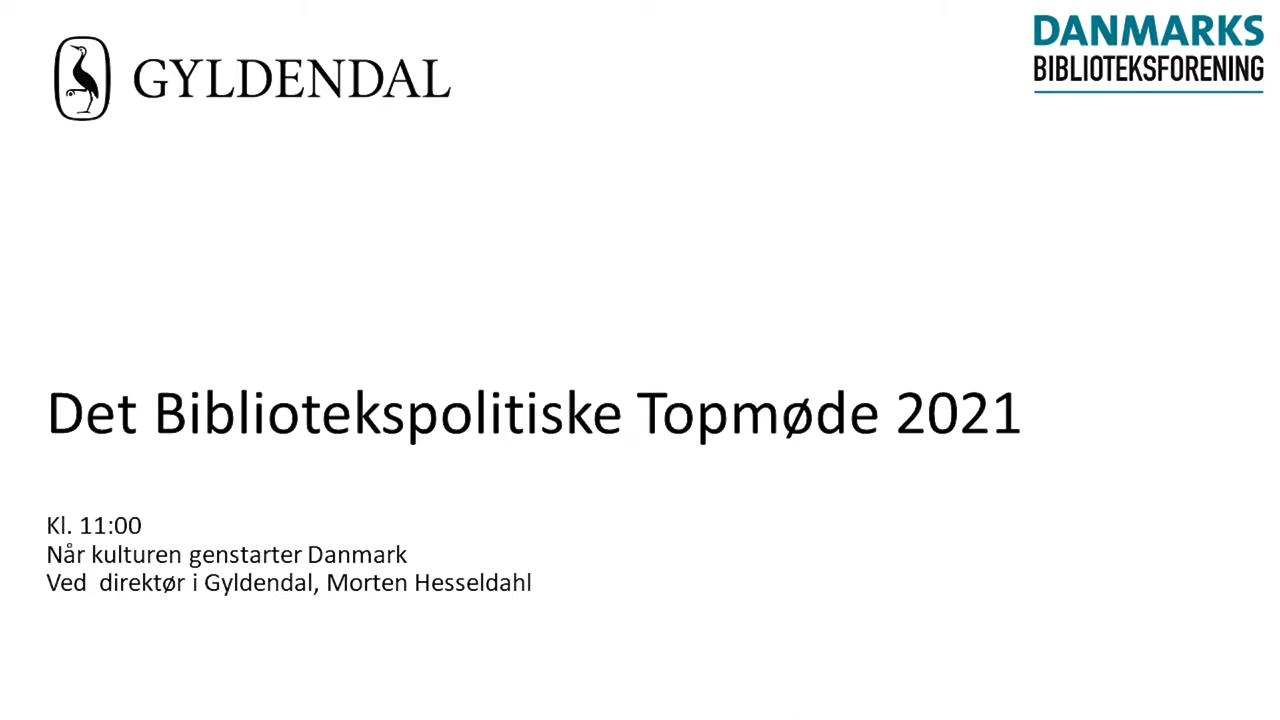 GYLDENDAL
DANMARKS
BIBLIOTEKSFORENING
Det Bibliotekspolitiske Topmøde 2021
Kl. 11:00
Når kulturen genstarter Danmark
Ved  direktør i Gyldendal, Morten Hesseldahl